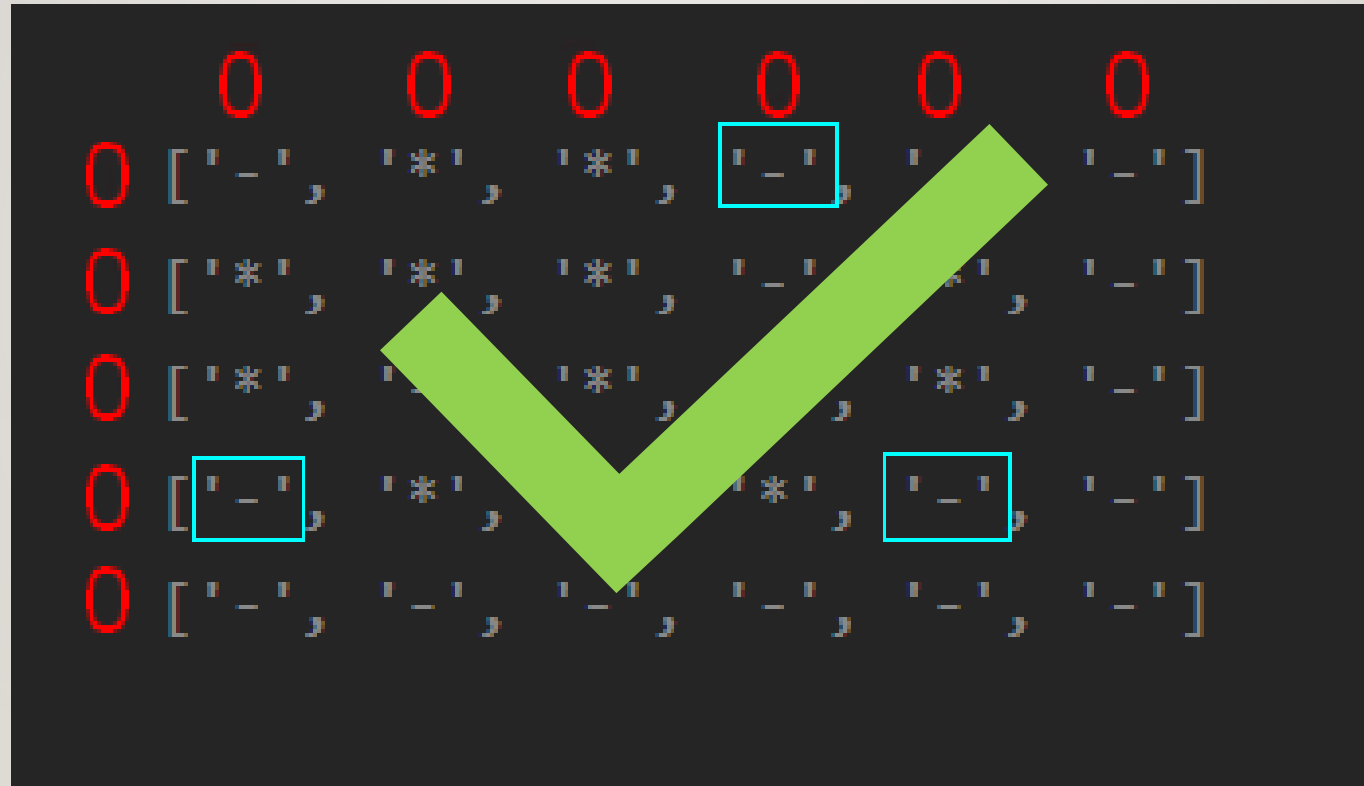 0 0 0 0 0 0
0 ['-', '*', '*', '-', ' '-']
0 ['*', '*', '*', '-' *', '-']
0 ['*', ' '*', , '*', '-']
0 ['-', '*', '*', '-', '-']
0 ['-', '-', '-', '-', '-', '-']